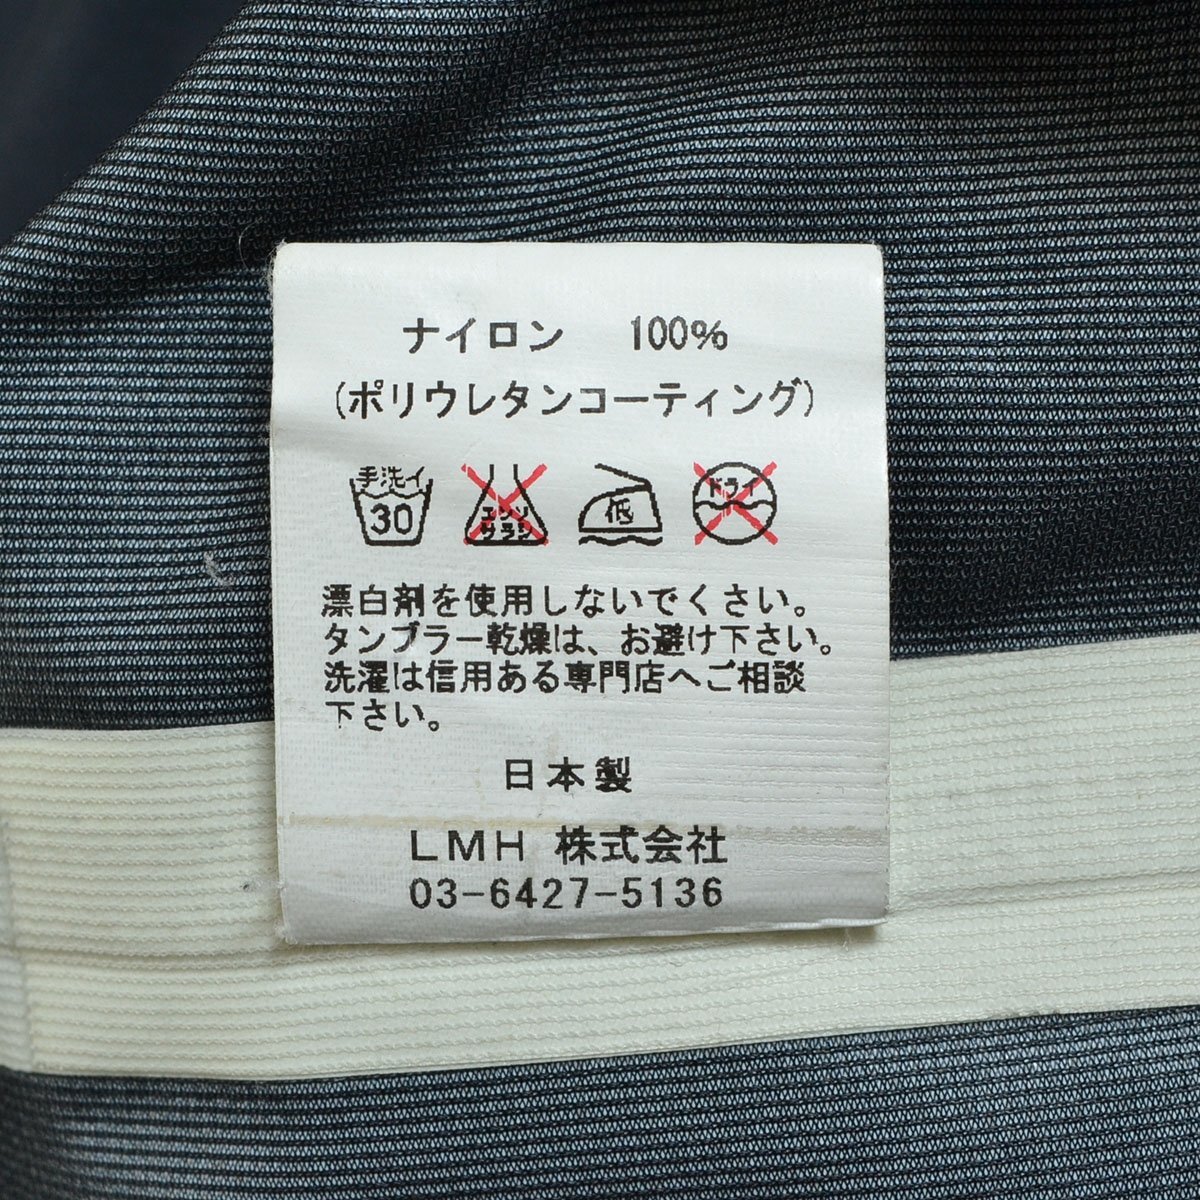 ナイロン 100%
(ポリウレタンコーティング)
手洗イ
30
エンソ
サラシ
低
ドライ
漂白剤を使用しないでくさい。
タンブラー乾燥は、お避け下さい。
洗濯は信用ある専門店へご相談
下さい。
日本製
LMH 株式会社
03-6427-5136